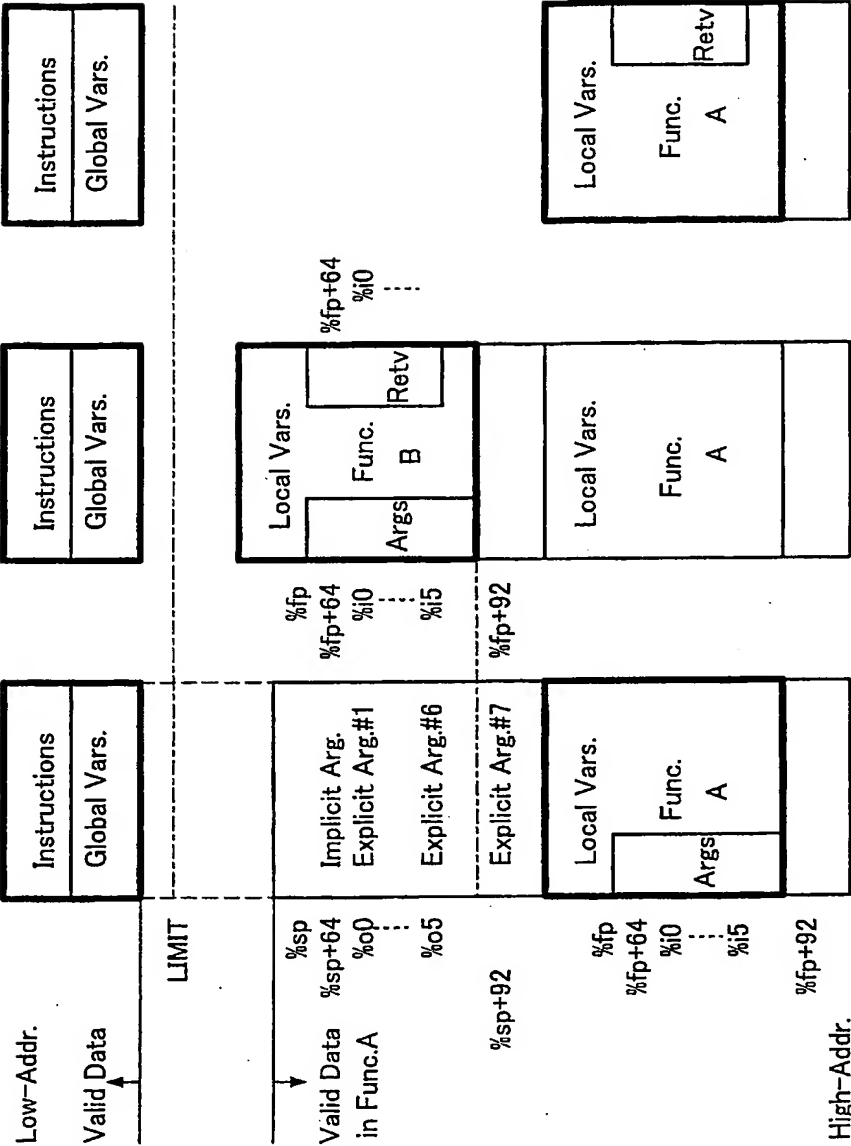 Low-Addr.
Valid Data
LIMIT
Valid Data
in Func.A
%sp
%sp+64
%o0
%o5
%sp+92
%fp
%fp+64
%i0
%i5
%fp+92
High-Addr.
Instructions
Global Vars.
Implicit Arg.
Explicit Arg.#1
Explicit Arg.#6
Explicit Arg.#7
Local Vars.
Func.
A
Args
%fp
%fp+64
%i0
%i5
%fp+92
Instructions
Global Vars.
Local Vars.
Func.
B
Args
Retv
Local Vars.
Func.
A
%fp+64
%i0
Instructions
Global Vars.
Local Vars.
Func.
A
Retv